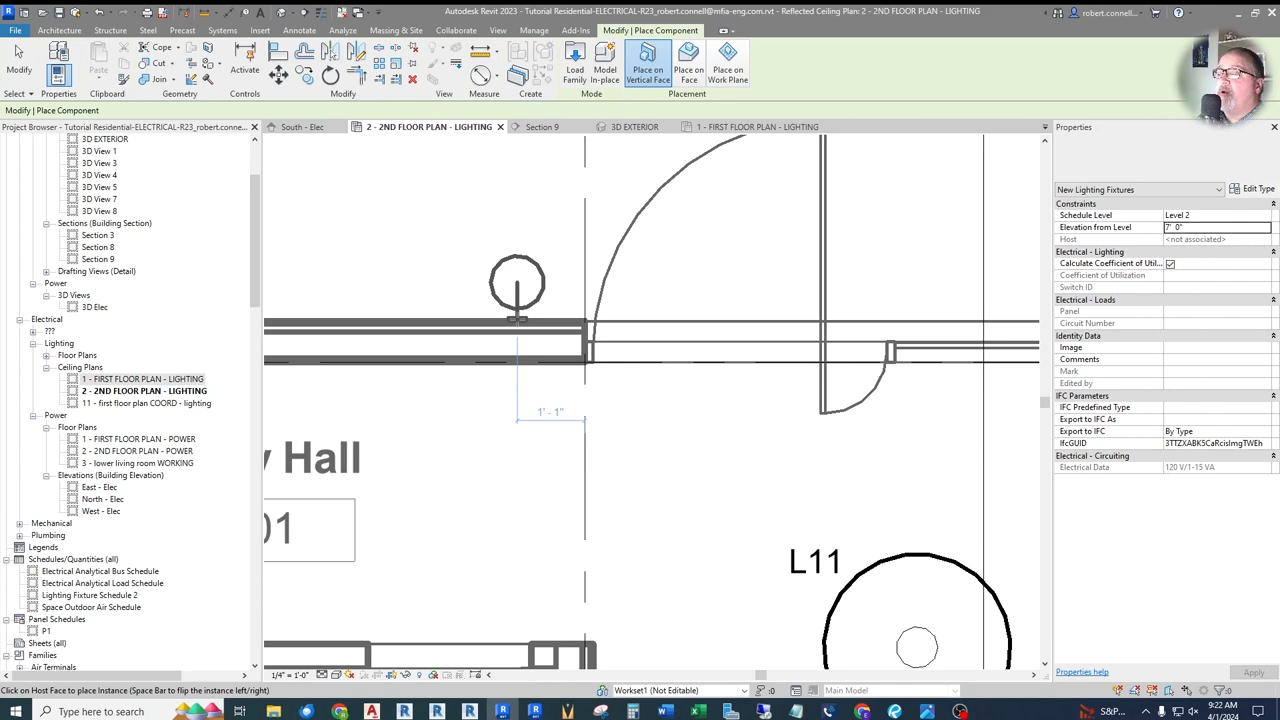 Autodesk Revit 2023 - Tutorial Residential-ELECTRICAL-R23_robert.connell@mfia-eng.com.rvt - Reflected Ceiling Plan: 2 - 2ND FLOOR PLAN - LIGHTING
robert.connell...
File Architecture Structure Steel Precast Systems Insert Annotate Analyze Massing & Site Collaborate View Manage Add-Ins Modify | Place Component
Modify
Paste
Cope
Cut
Join
Activate
Load Family
Model In-place
Place on Vertical Face
Place on Face
Place on Work Plane
Select Properties Clipboard Geometry Controls Modify View Measure Create Mode Placement
Modify | Place Component
Project Browser - Tutorial Residential-ELECTRICAL-R23_robert.conne...
South - Elec
2 - 2ND FLOOR PLAN - LIGHTING
Section 9
3D EXTERIOR
1 - FIRST FLOOR PLAN - LIGHTING
Properties
3D EXTERIOR
3D View 1
3D View 3
3D View 4
3D View 5
3D View 7
3D View 8
Sections (Building Section)
Section 3
Section 8
Section 9
Drafting Views (Detail)
Power
3D Views
3D Elec
Electrical
???
Lighting
Floor Plans
Ceiling Plans
1 - FIRST FLOOR PLAN - LIGHTING
2 - 2ND FLOOR PLAN - LIGHTING
11 - first floor plan COORD - lighting
Power
Floor Plans
1 - FIRST FLOOR PLAN - POWER
2 - 2ND FLOOR PLAN - POWER
3 - lower living room WORKING
Elevations (Building Elevation)
East - Elec
North - Elec
West - Elec
Mechanical
Plumbing
Legends
Schedules/Quantities (all)
Electrical Analytical Bus Schedule
Electrical Analytical Load Schedule
Lighting Fixture Schedule 2
Space Outdoor Air Schedule
Panel Schedules
P1
Sheets (all)
Families
Air Terminals
1' - 1"
y Hall
01
L11
New Lighting Fixtures
Edit Type
Constraints
Schedule Level Level 2
Elevation from Level 7' 0"
Host <not associated>
Electrical - Lighting
Calculate Coefficient of Util...
Coefficient of Utilization
Switch ID
Electrical - Loads
Panel
Circuit Number
Identity Data
Image
Comments
Mark
Edited by
IFC Parameters
IFC Predefined Type
Export to IFC As
Export to IFC By Type
IfcGUID 3TTZXABK5CaRcisImgTWEh
Electrical - Circuiting
Electrical Data 120 V/1-15 VA
Properties help
Apply
1/4" = 1'-0"
Click on Host Face to place Instance (Space Bar to flip the instance left/right)
Workset1 (Not Editable)
:0
Main Model
:0
Type here to search
S&P...
9:22 AM
4/1/2024